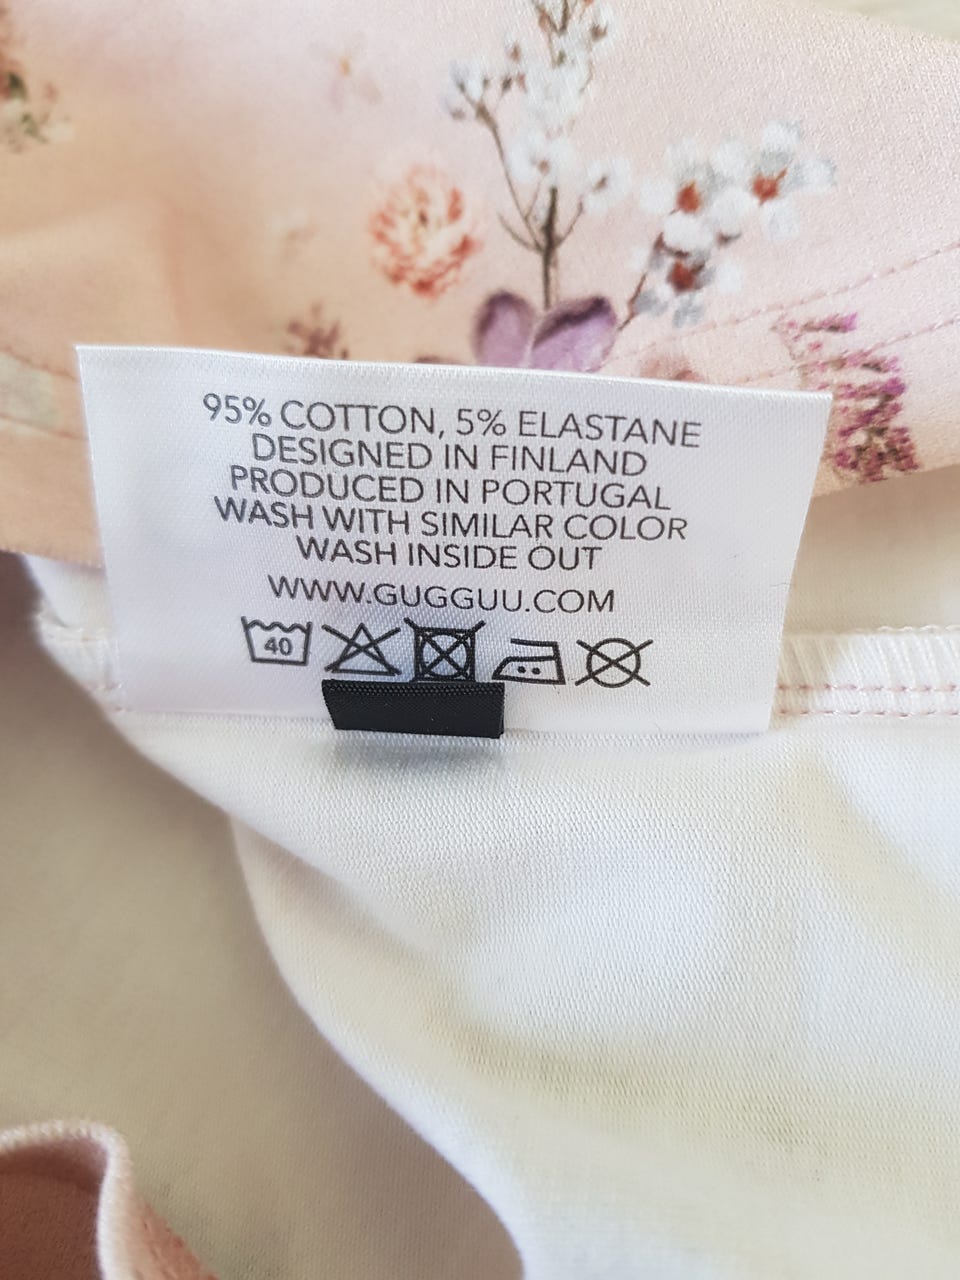 95% COTTON, 5% ELASTANE
DESIGNED IN FINLAND
PRODUCED IN PORTUGAL
WASH WITH SIMILAR COLOR
WASH INSIDE OUT
WWW.GUGGUU.COM
40